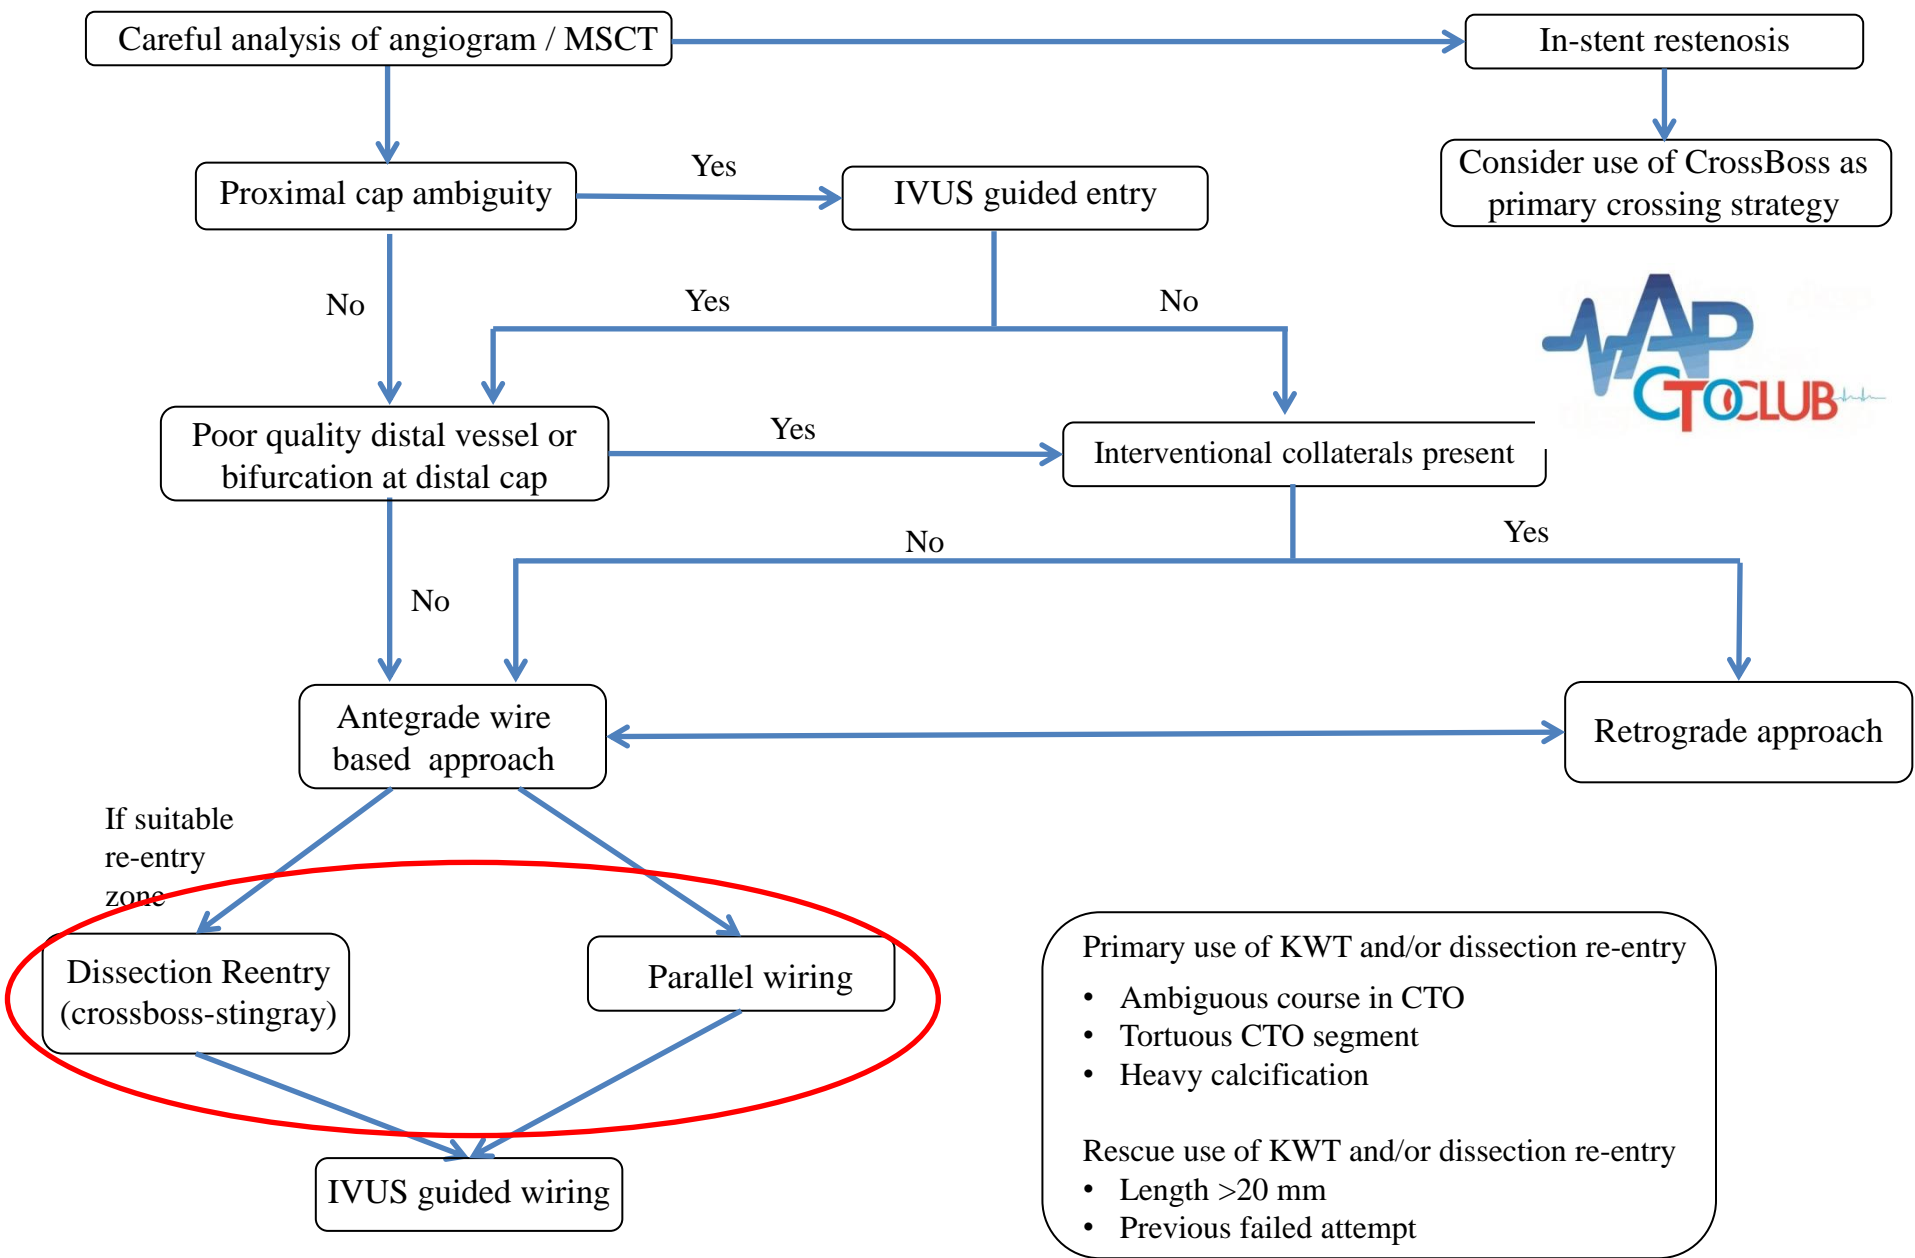 Careful analysis of angiogram / MSCT
In-stent restenosis
Proximal cap ambiguity
Yes
IVUS guided entry
Consider use of CrossBoss as
primary crossing strategy
No
Yes
No
AP
CTOCLUB
Poor quality distal vessel or
bifurcation at distal cap
Yes
Interventional collaterals present
No
Yes
No
Antegrade wire
based approach
Retrograde approach
If suitable
re-entry
zone
Dissection Reentry
(crossboss-stingray)
Parallel wiring
IVUS guided wiring
Primary use of KWT and/or dissection re-entry
• Ambiguous course in CTO
• Tortuous CTO segment
• Heavy calcification
Rescue use of KWT and/or dissection re-entry
• Length >20 mm
• Previous failed attempt